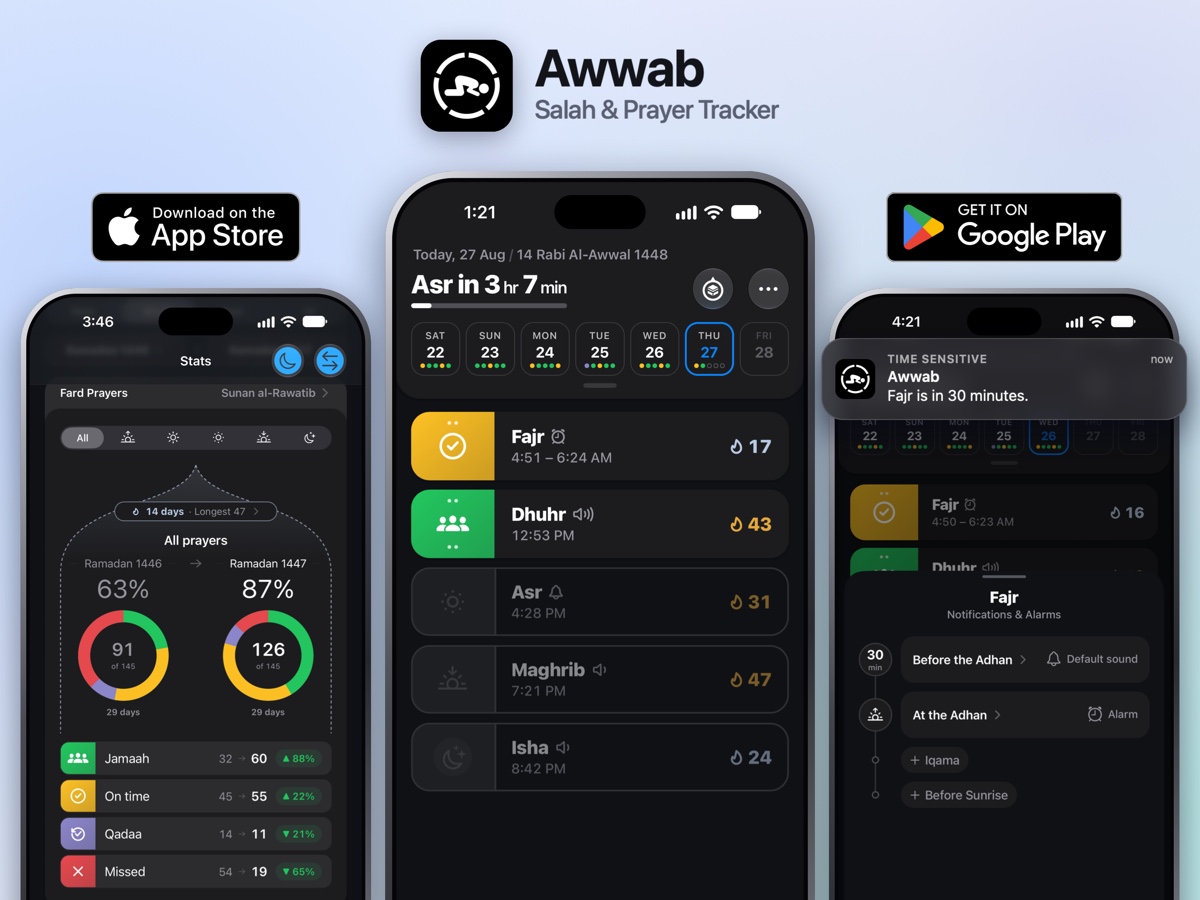 Awwab
Salah & Prayer Tracker
Download on the
App Store
GET IT ON
Google Play
3:46
Stats
Fard Prayers
Sunan al-Rawatib
All
14 days · Longest 47
All prayers
Ramadan 1446 → Ramadan 1447
63% 87%
91 126
of 145 of 145
29 days 29 days
Jamaah 32 → 60 ▲ 88%
On time 45 → 55 ▲ 22%
Qadaa 14 → 11 ▼ 21%
Missed 54 → 19 ▼ 65%
1:21
Today, 27 Aug / 14 Rabi Al-Awwal 1448
Asr in 3 hr 7 min
SAT SUN MON TUE WED THU FRI
22 23 24 25 26 27 28
Fajr 17
4:51 – 6:24 AM
Dhuhr 43
12:53 PM
Asr 31
4:28 PM
Maghrib 47
7:21 PM
Isha 24
8:42 PM
4:21
TIME SENSITIVE now
Awwab
Fajr is in 30 minutes.
SAT SUN MON TUE WED THU FRI
22 23 24 25 26 27 28
Fajr 16
4:50 – 6:23 AM
Dhuhr
Fajr
Notifications & Alarms
30 min
Before the Adhan Default sound
At the Adhan Alarm
+ Iqama
+ Before Sunrise